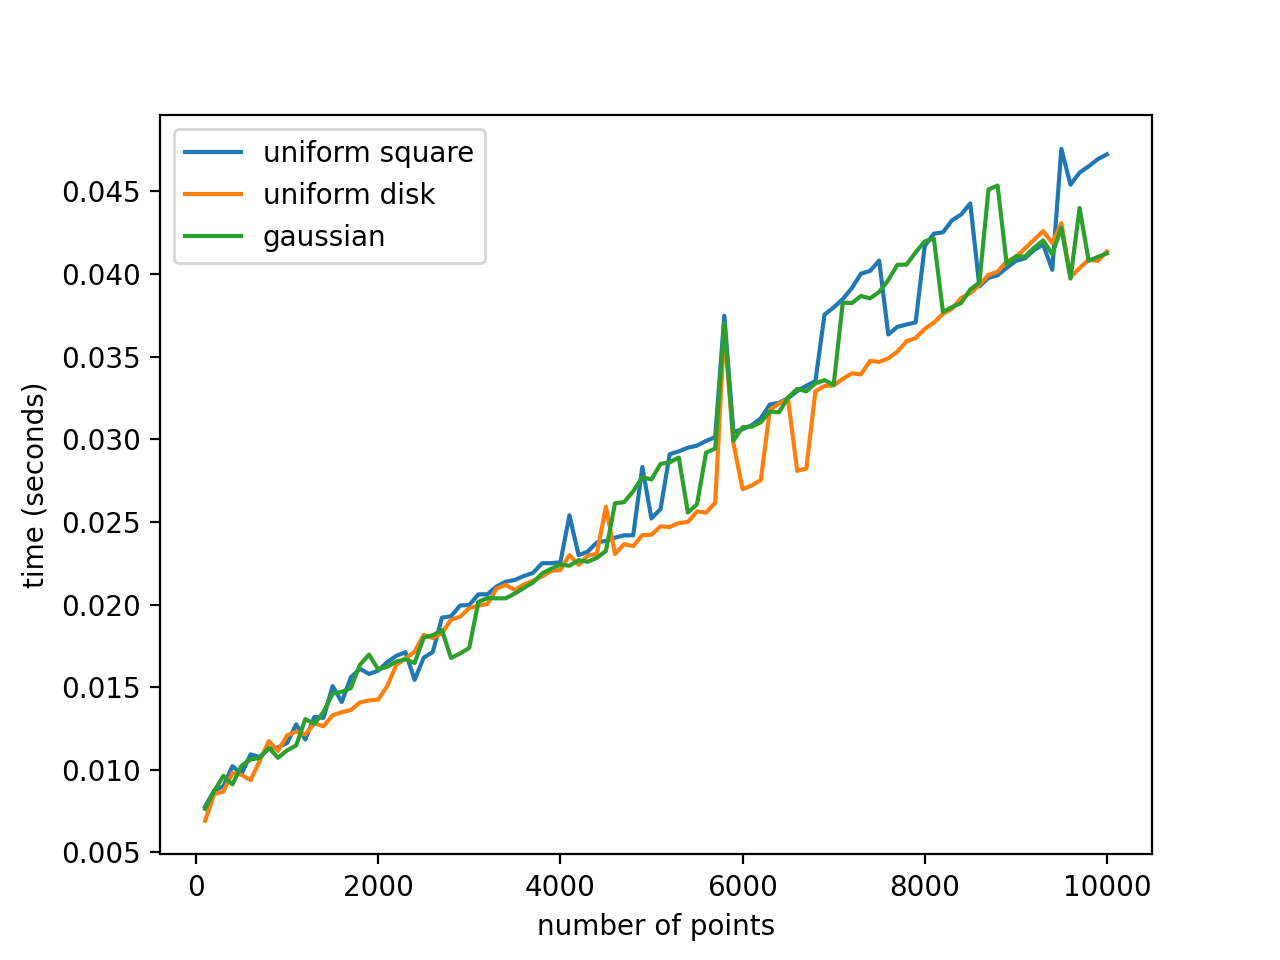 uniform square
uniform disk
gaussian
0.045
0.040
0.035
0.030
0.025
0.020
0.015
0.010
0.005
time (seconds)
0 2000 4000 6000 8000 10000
number of points